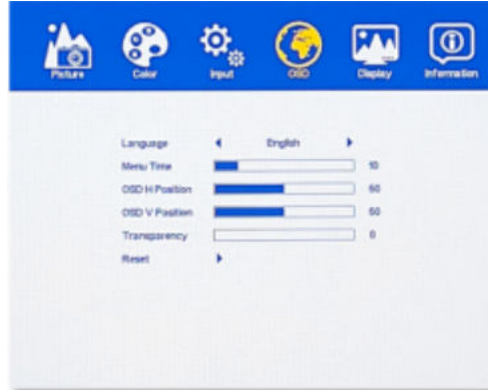 Picture Color Input OSD Display Information
Language English
Menu Time 10
OSD H Position 50
OSD V Position 50
Transparency 0
Reset